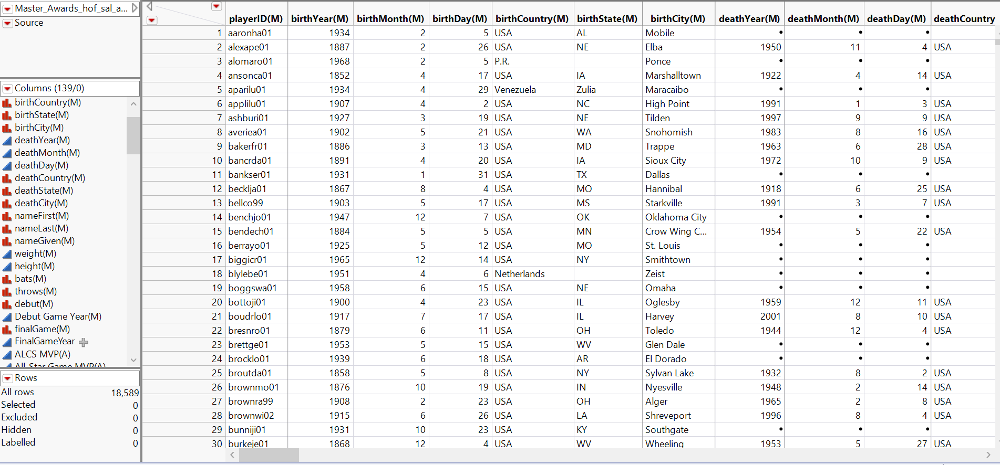 Master_Awards_hof_sal_a...
Source
Columns (139/0)
birthCountry(M)
birthState(M)
birthCity(M)
deathYear(M)
deathMonth(M)
deathDay(M)
deathCountry(M)
deathState(M)
deathCity(M)
nameFirst(M)
nameLast(M)
nameGiven(M)
weight(M)
height(M)
bats(M)
throws(M)
debut(M)
Debut Game Year(M)
finalGame(M)
FinalGameYear
ALCS MVP(A)
All-Star Game MVP(A)
Rows
All rows 18,589
Selected 0
Excluded 0
Hidden 0
Labelled 0
playerID(M) birthYear(M) birthMonth(M) birthDay(M) birthCountry(M) birthState(M) birthCity(M) deathYear(M) deathMonth(M) deathDay(M) deathCountry
1 aaronha01 1934 2 5 USA AL Mobile • • •
2 alexape01 1887 2 26 USA NE Elba 1950 11 4 USA
3 alomaro01 1968 2 5 P.R. Ponce • • •
4 ansonca01 1852 4 17 USA IA Marshalltown 1922 4 14 USA
5 aparilu01 1934 4 29 Venezuela Zulia Maracaibo • • •
6 applilu01 1907 4 2 USA NC High Point 1991 1 3 USA
7 ashburi01 1927 3 19 USA NE Tilden 1997 9 9 USA
8 averiea01 1902 5 21 USA WA Snohomish 1983 8 16 USA
9 bakerfr01 1886 3 13 USA MD Trappe 1963 6 28 USA
10 bancrda01 1891 4 20 USA IA Sioux City 1972 10 9 USA
11 bankser01 1931 1 31 USA TX Dallas • • •
12 becklja01 1867 8 4 USA MO Hannibal 1918 6 25 USA
13 bellco99 1903 5 17 USA MS Starkville 1991 3 7 USA
14 benchjo01 1947 12 7 USA OK Oklahoma City • • •
15 bendech01 1884 5 5 USA MN Crow Wing C... 1954 5 22 USA
16 berrayo01 1925 5 12 USA MO St. Louis • • •
17 biggicr01 1965 12 14 USA NY Smithtown • • •
18 blylebe01 1951 4 6 Netherlands Zeist • • •
19 boggswa01 1958 6 15 USA NE Omaha • • •
20 bottoji01 1900 4 23 USA IL Oglesby 1959 12 11 USA
21 boudrlo01 1917 7 17 USA IL Harvey 2001 8 10 USA
22 bresnro01 1879 6 11 USA OH Toledo 1944 12 4 USA
23 brettge01 1953 5 15 USA WV Glen Dale • • •
24 brocklo01 1939 6 18 USA AR El Dorado • • •
25 broutda01 1858 5 8 USA NY Sylvan Lake 1932 8 2 USA
26 brownmo01 1876 10 19 USA IN Nyesville 1948 2 14 USA
27 brownra99 1908 2 23 USA OH Alger 1965 2 8 USA
28 brownwi02 1915 6 26 USA LA Shreveport 1996 8 4 USA
29 bunniji01 1931 10 23 USA KY Southgate • • •
30 burkeje01 1868 12 4 USA WV Wheeling 1953 5 27 USA